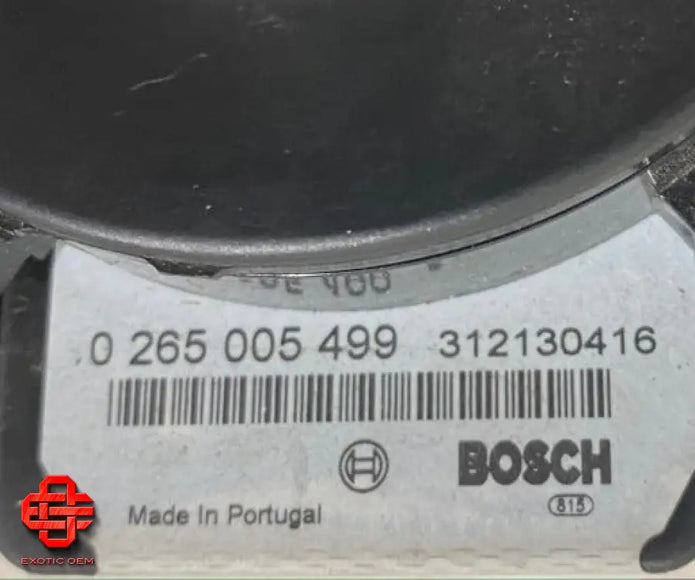 0 265 005 499 312130416
BOSCH
815
Made In Portugal
EXOTIC OEM